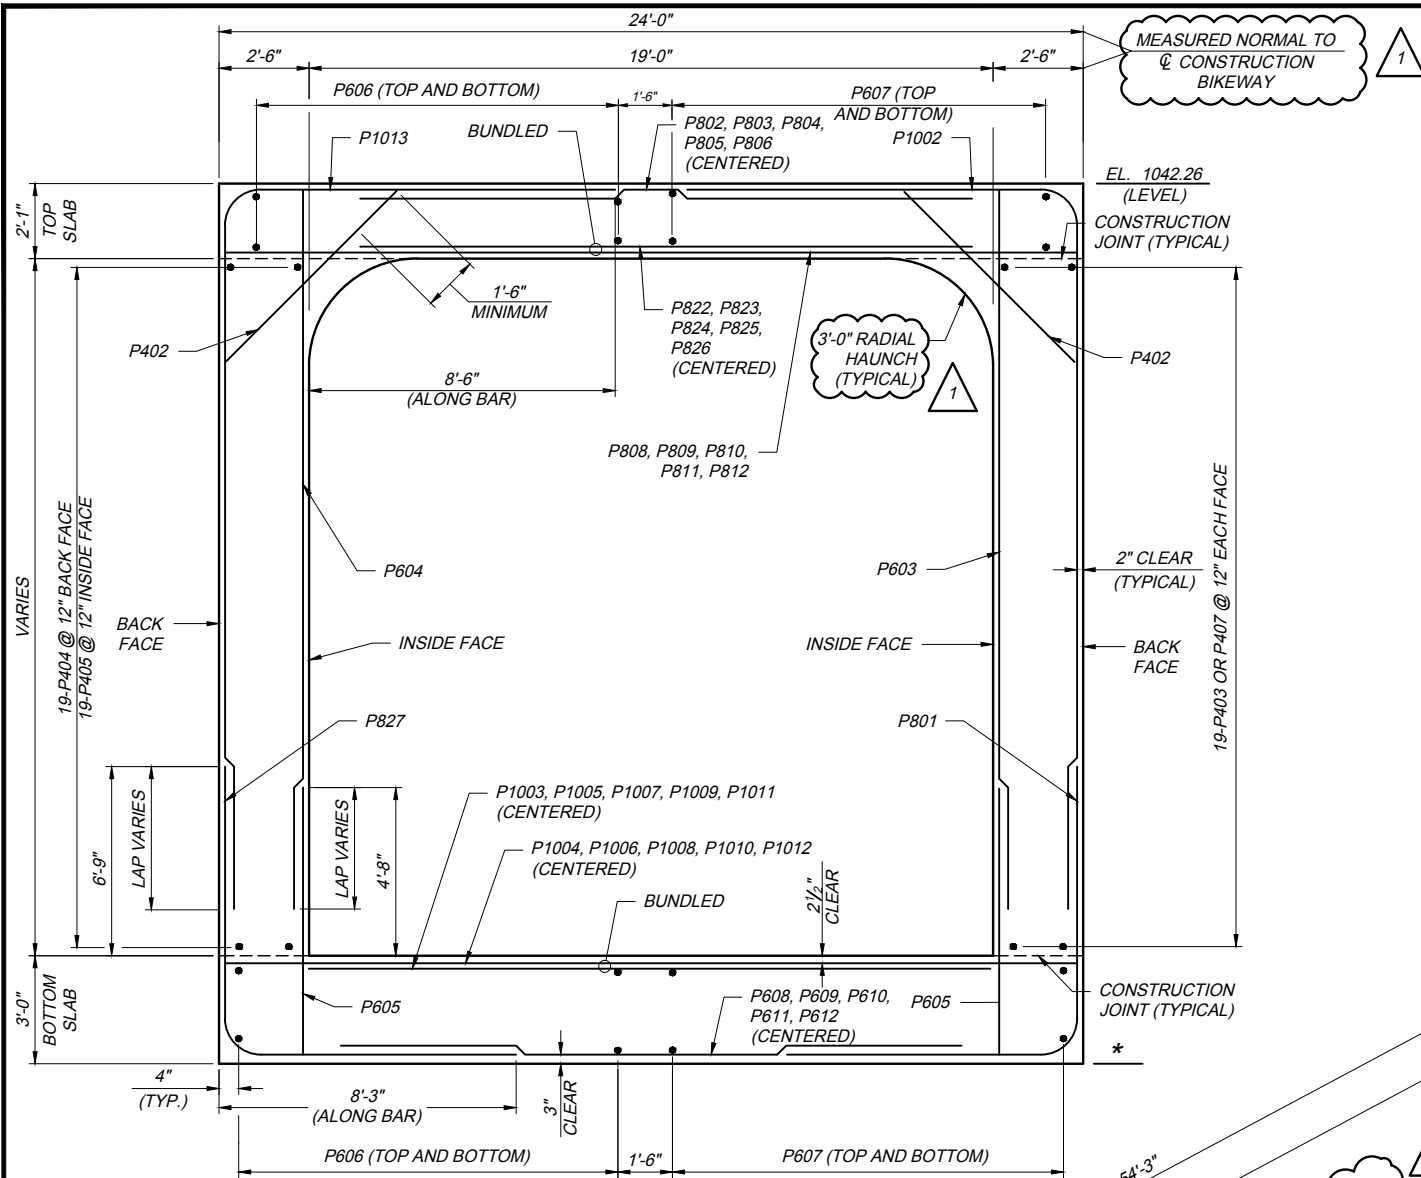 24'-0"
MEASURED NORMAL TO
℄ CONSTRUCTION
BIKEWAY
1
2'-6"
19'-0"
2'-6"
P606 (TOP AND BOTTOM)
1'-6"
P607 (TOP
AND BOTTOM)
P1013
BUNDLED
P802, P803, P804,
P805, P806
(CENTERED)
P1002
EL. 1042.26
(LEVEL)
2'-1"
TOP
SLAB
CONSTRUCTION
JOINT (TYPICAL)
1'-6"
MINIMUM
P822, P823,
P824, P825,
P826
(CENTERED)
3'-0" RADIAL
HAUNCH
(TYPICAL)
1
P402
P402
8'-6"
(ALONG BAR)
P808, P809, P810,
P811, P812
VARIES
19-P404 @ 12" BACK FACE
19-P405 @ 12" INSIDE FACE
P604
P603
2" CLEAR
(TYPICAL)
19-P403 OR P407 @ 12" EACH FACE
BACK
FACE
INSIDE FACE
INSIDE FACE
BACK
FACE
P827
P801
6'-9"
LAP VARIES
LAP VARIES
4'-8"
P1003, P1005, P1007, P1009, P1011
(CENTERED)
P1004, P1006, P1008, P1010, P1012
(CENTERED)
BUNDLED
2½"
CLEAR
3'-0"
BOTTOM
SLAB
P605
P608, P609, P610,
P611, P612
(CENTERED)
P605
CONSTRUCTION
JOINT (TYPICAL)
*
4"
(TYP.)
8'-3"
(ALONG BAR)
3"
CLEAR
P606 (TOP AND BOTTOM)
1'-6"
P607 (TOP AND BOTTOM)
54'-3"